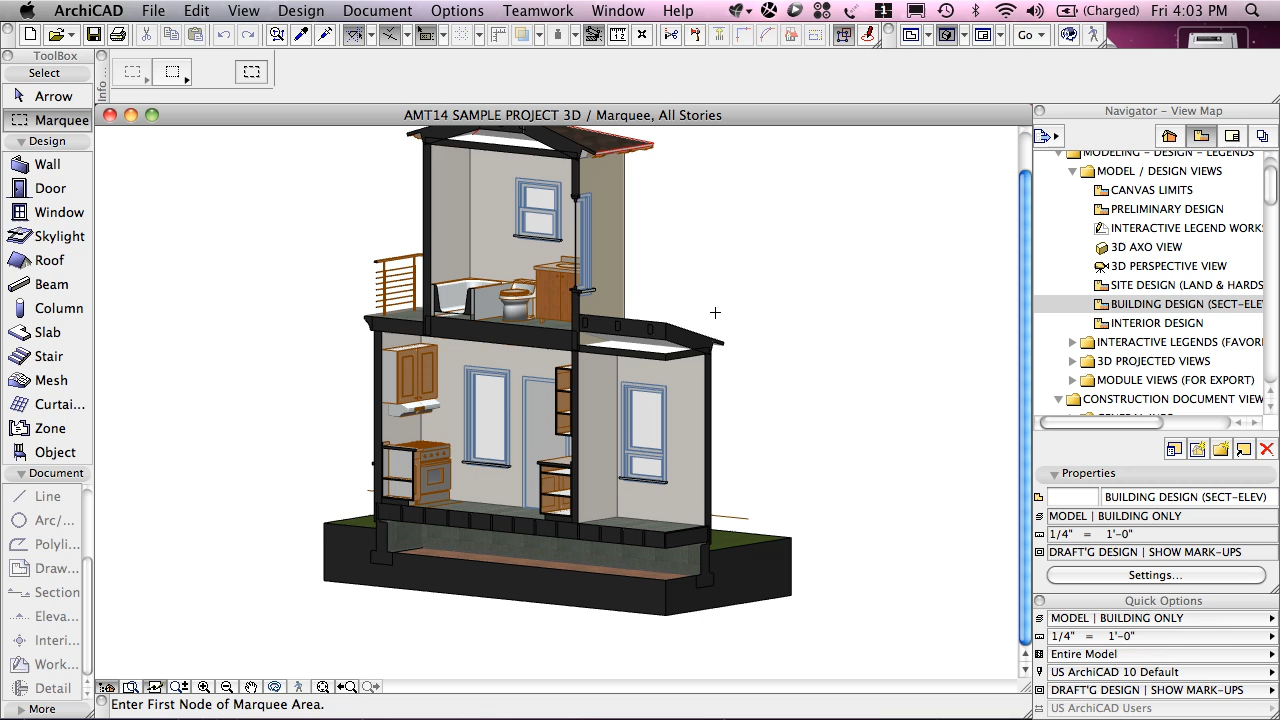 ArchiCAD File Edit View Design Document Options Teamwork Window Help (Charged) Fri 4:03 PM
Go
ToolBox
Select
Arrow
Marquee
Design
Wall
Door
Window
Skylight
Roof
Beam
Column
Slab
Stair
Mesh
Curtai...
Zone
Object
Document
Line
Arc/...
Polyli...
Draw...
Section
Eleva...
Interi...
Work...
Detail
More
Info...
AMT14 SAMPLE PROJECT 3D / Marquee, All Stories
Enter First Node of Marquee Area.
Navigator - View Map
MODELING - DESIGN - LEGENDS
MODEL / DESIGN VIEWS
CANVAS LIMITS
PRELIMINARY DESIGN
INTERACTIVE LEGEND WORK
3D AXO VIEW
3D PERSPECTIVE VIEW
SITE DESIGN (LAND & HARDS
BUILDING DESIGN (SECT-ELEV
INTERIOR DESIGN
INTERACTIVE LEGENDS (FAVOR
3D PROJECTED VIEWS
MODULE VIEWS (FOR EXPORT)
CONSTRUCTION DOCUMENT VIEW
Properties
BUILDING DESIGN (SECT-ELEV)
MODEL | BUILDING ONLY
1/4" = 1'-0"
DRAFT'G DESIGN | SHOW MARK-UPS
Settings...
Quick Options
MODEL | BUILDING ONLY
1/4" = 1'-0"
Entire Model
US ArchiCAD 10 Default
DRAFT'G DESIGN | SHOW MARK-UPS
US ArchiCAD Users